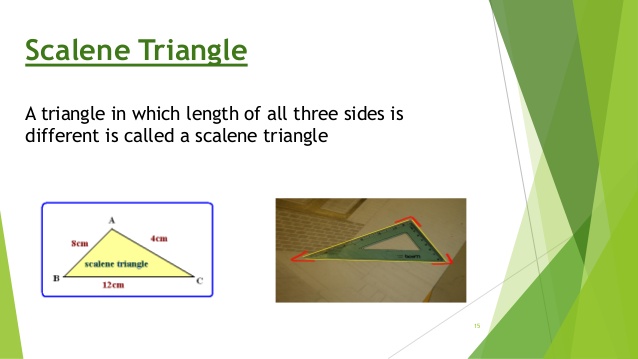 Scalene Triangle
A triangle in which length of all three sides is
different is called a scalene triangle
A
8cm
4cm
scalene triangle
B
C
12cm
15